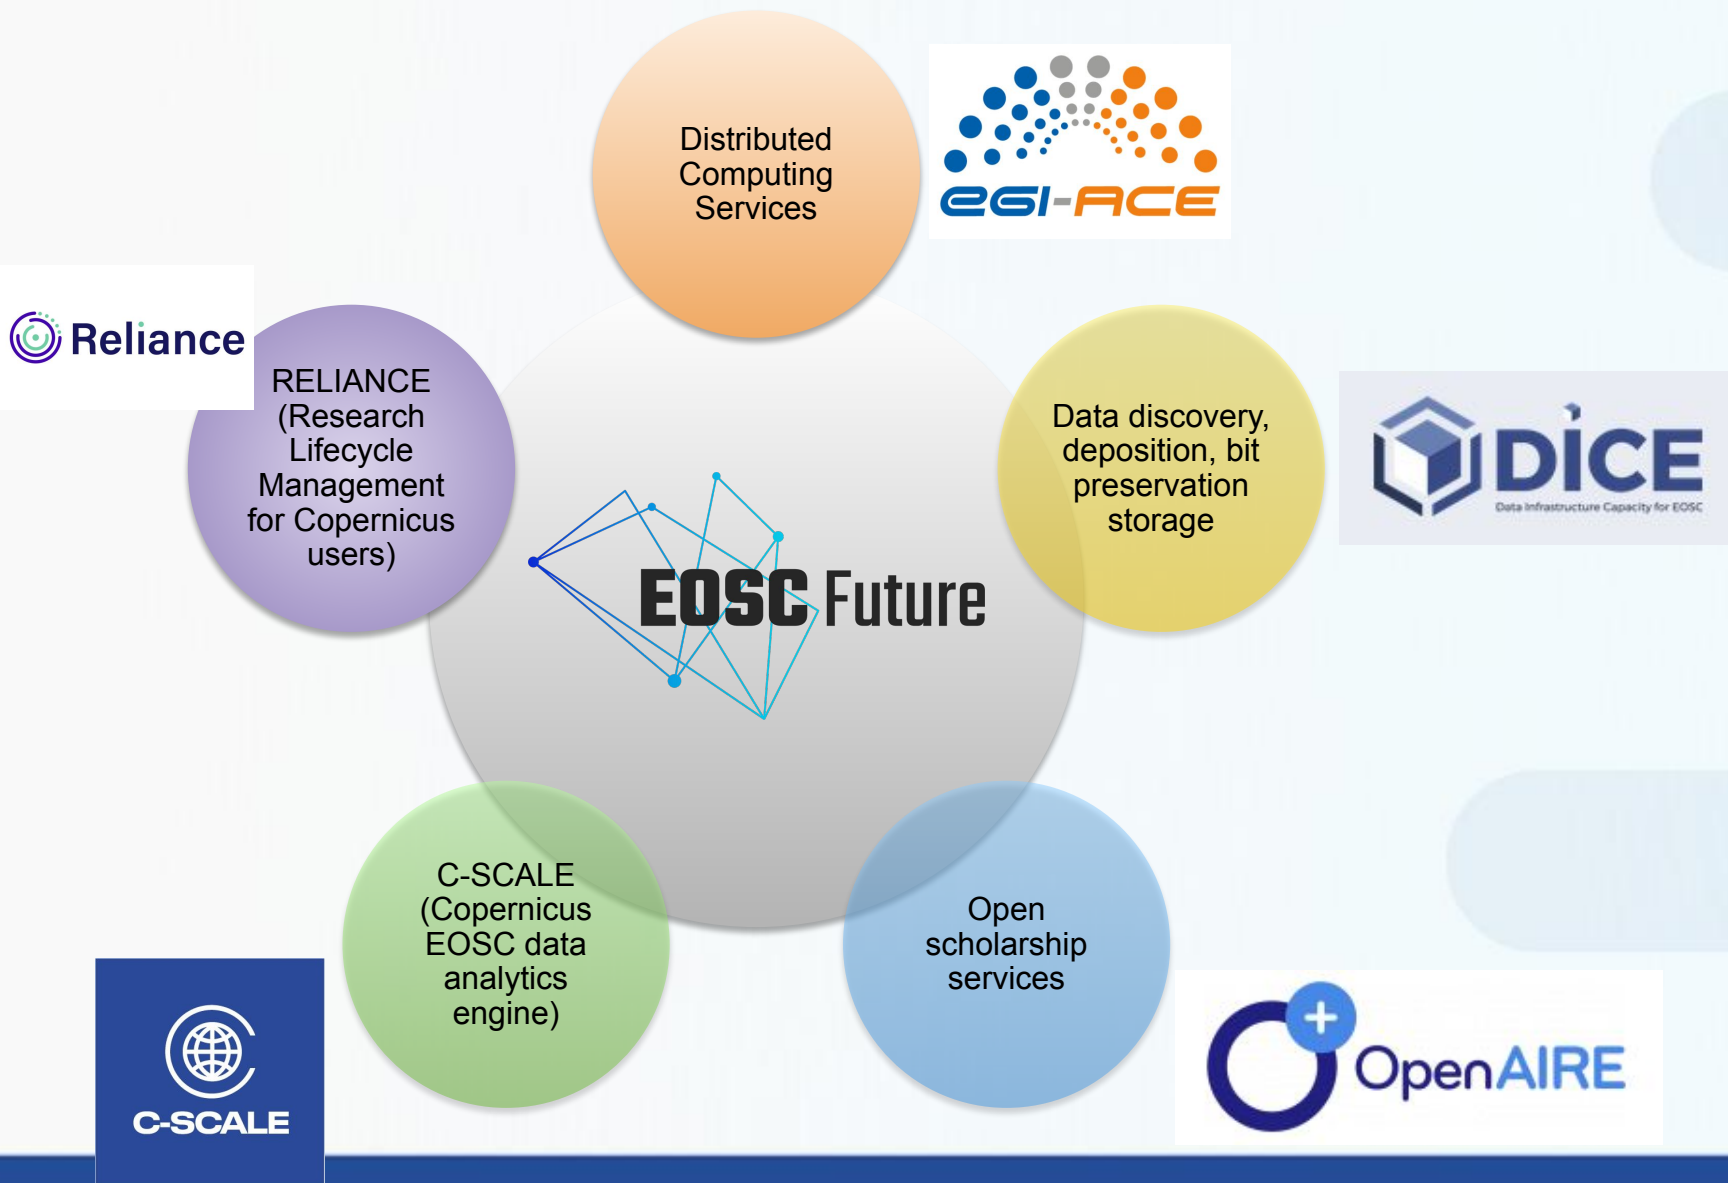 Distributed
Computing
Services
EGI-ACE
Reliance
RELIANCE
(Research
Lifecycle
Management
for Copernicus
users)
Data discovery,
deposition, bit
preservation
storage
DICE
Data Infrastructure Capacity for EOSC
EOSC Future
C-SCALE
(Copernicus
EOSC data
analytics
engine)
Open
scholarship
services
C-SCALE
OpenAIRE